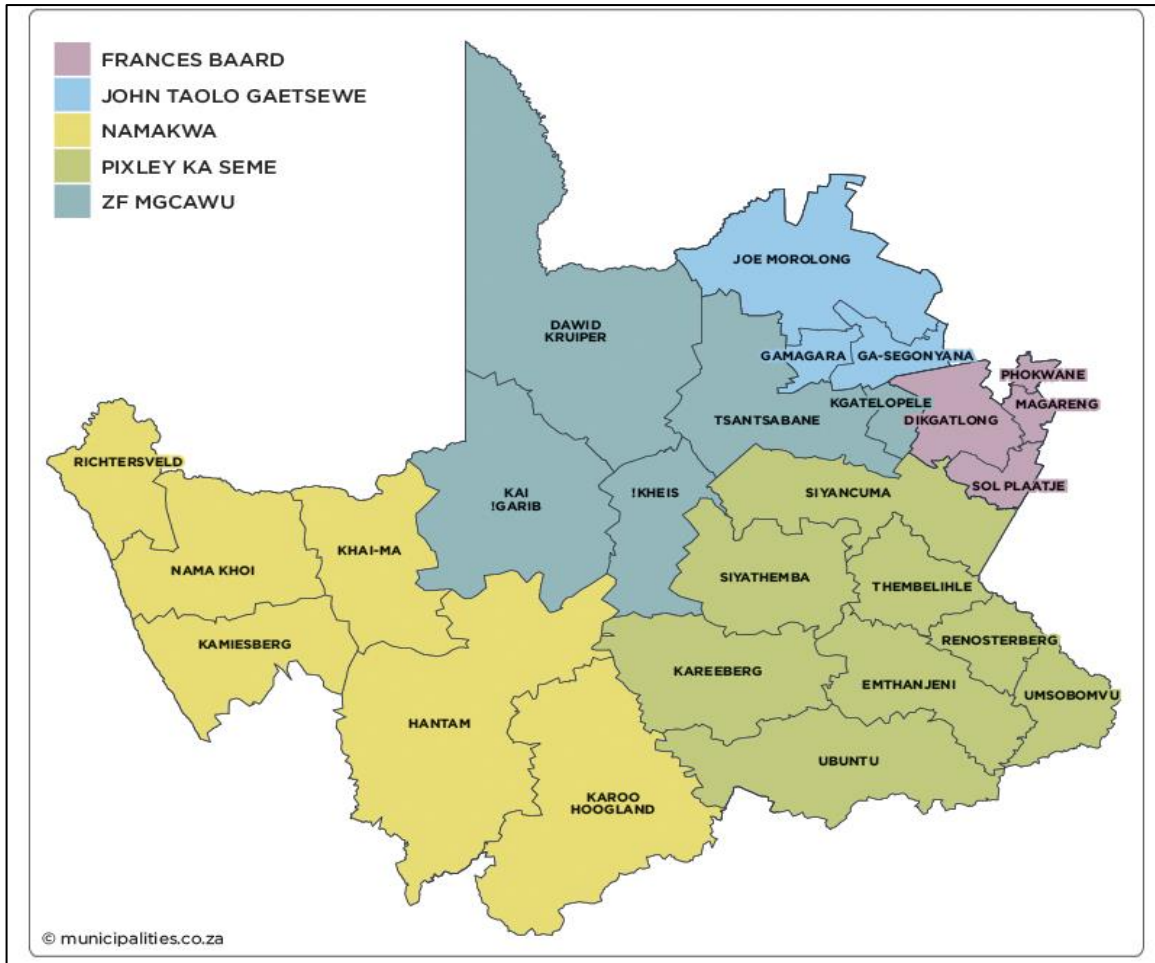 FRANCES BAARD
JOHN TAOLO GAETSEWE
NAMAKWA
PIXLEY KA SEME
ZF MGCAWU
JOE MOROLONG
DAWID
KRUIPER
GAMAGARA
GA-SEGONYANA
PHOKWANE
KGATELOPELE
MAGARENG
TSANTSABANE
DIKGATLONG
RICHTERSVELD
SOL PLAATJE
KAI
!GARIB
!KHEIS
SIYANCUMA
KHAI-MA
NAMA KHOI
SIYATHEMBA
THEMBELIHLE
KAMIESBERG
RENOSTERBERG
KAREEBERG
EMTHANJENI
UMSOBOMVU
HANTAM
UBUNTU
KAROO
HOOGLAND
© municipalities.co.za